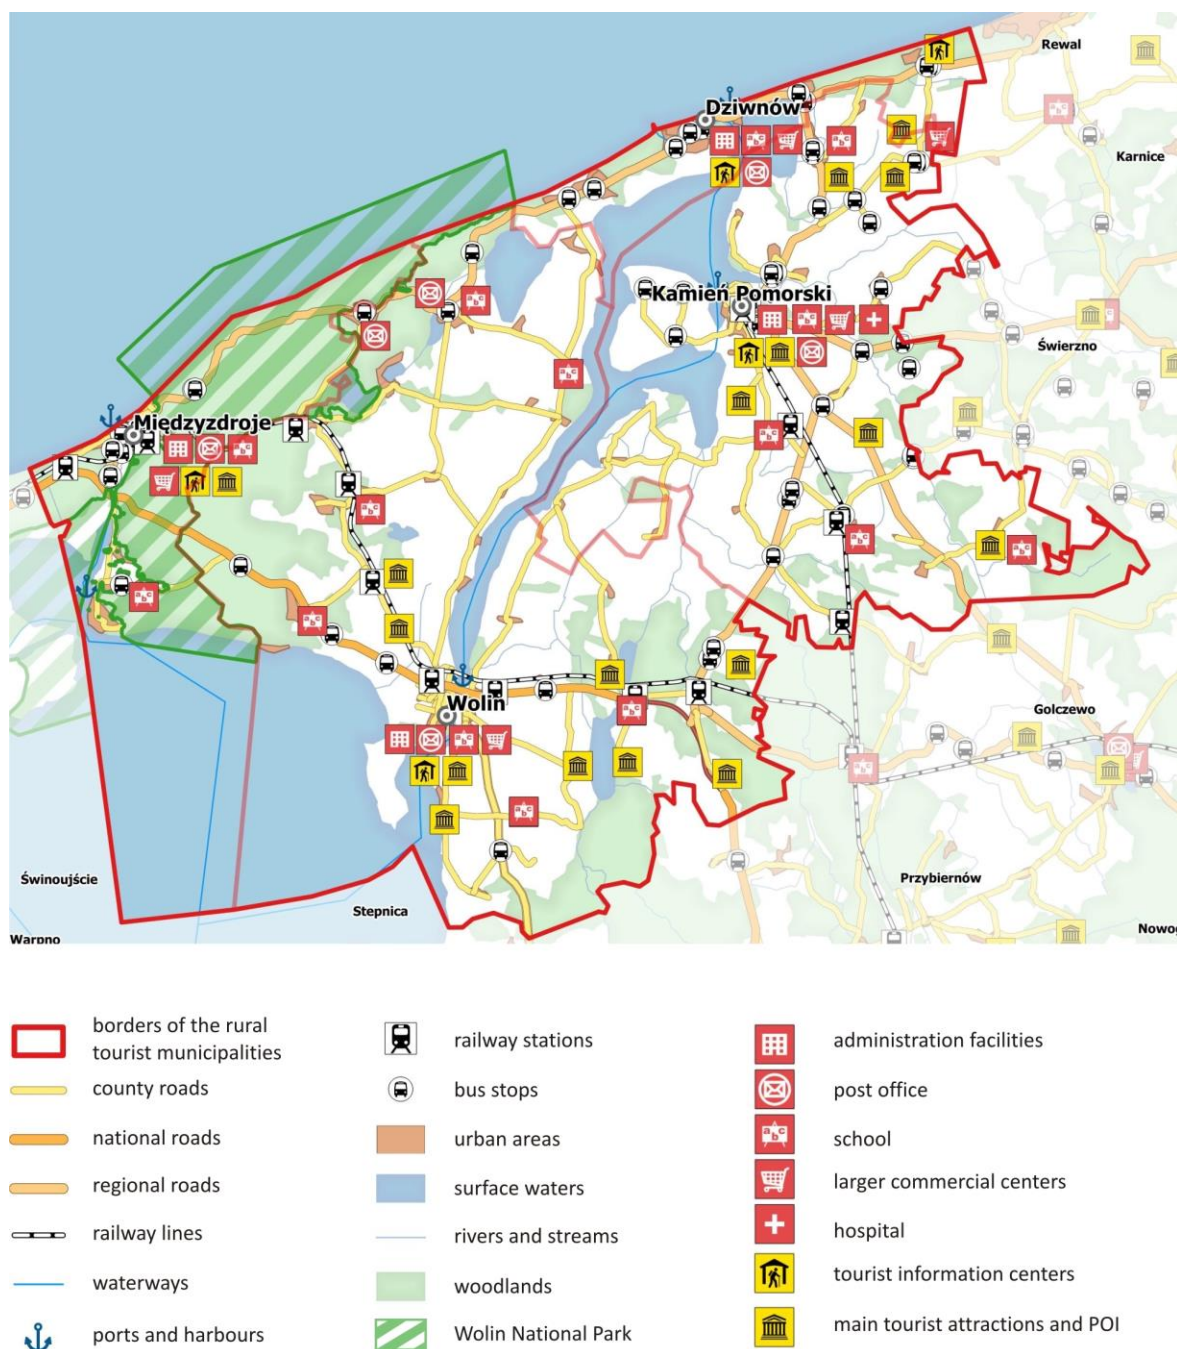 Rewal
Dziwnów
Karnice
Kamień Pomorski
Świerzno
Międzyzdroje
Wolin
Golczewo
Świnoujście
Przybiernów
Stepnica
Nowog
Warpno
borders of the rural
tourist municipalities
county roads
national roads
regional roads
railway lines
waterways
ports and harbours
railway stations
bus stops
urban areas
surface waters
rivers and streams
woodlands
Wolin National Park
administration facilities
post office
school
larger commercial centers
hospital
tourist information centers
main tourist attractions and POI